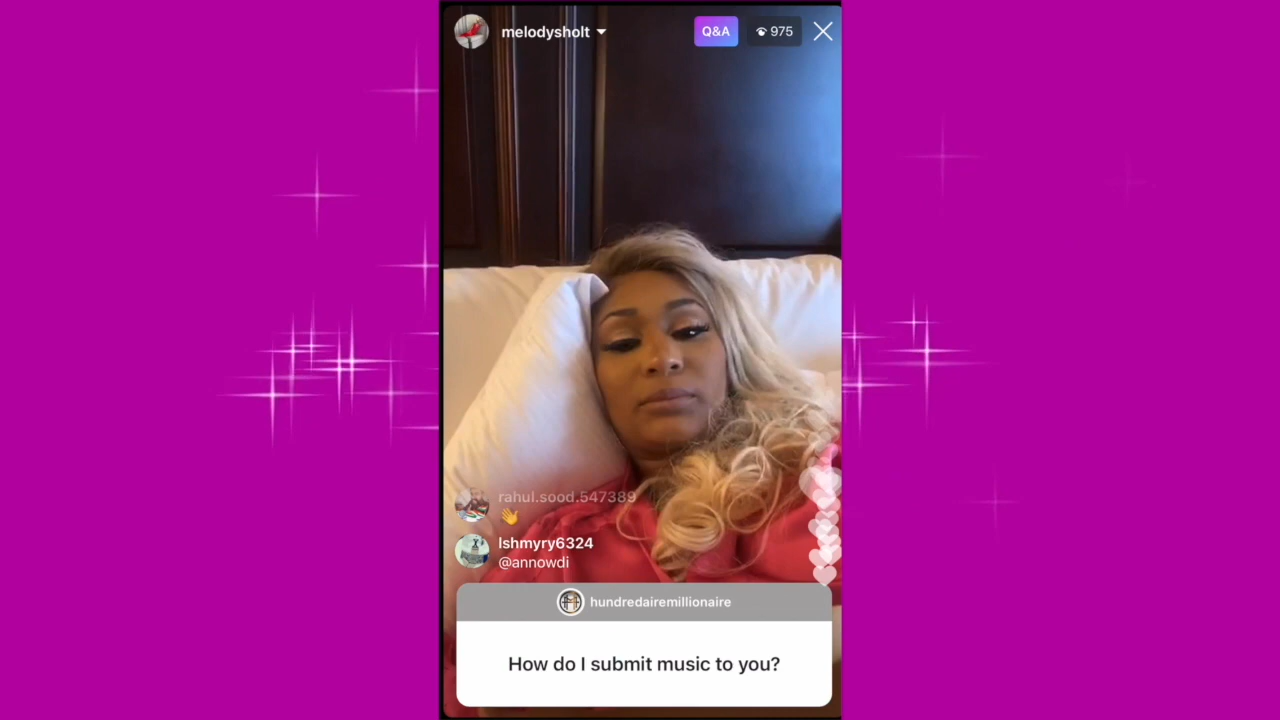 melodysholt
Q&A
975
rahul.sood.547389
👋
lshmyry6324
@annowdi
hundredairemillionaire
How do I submit music to you?